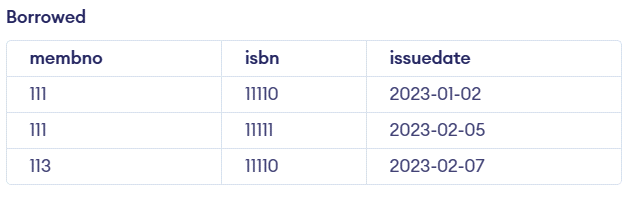 Borrowed
membno isbn issuedate
111 11110 2023-01-02
111 11111 2023-02-05
113 11110 2023-02-07